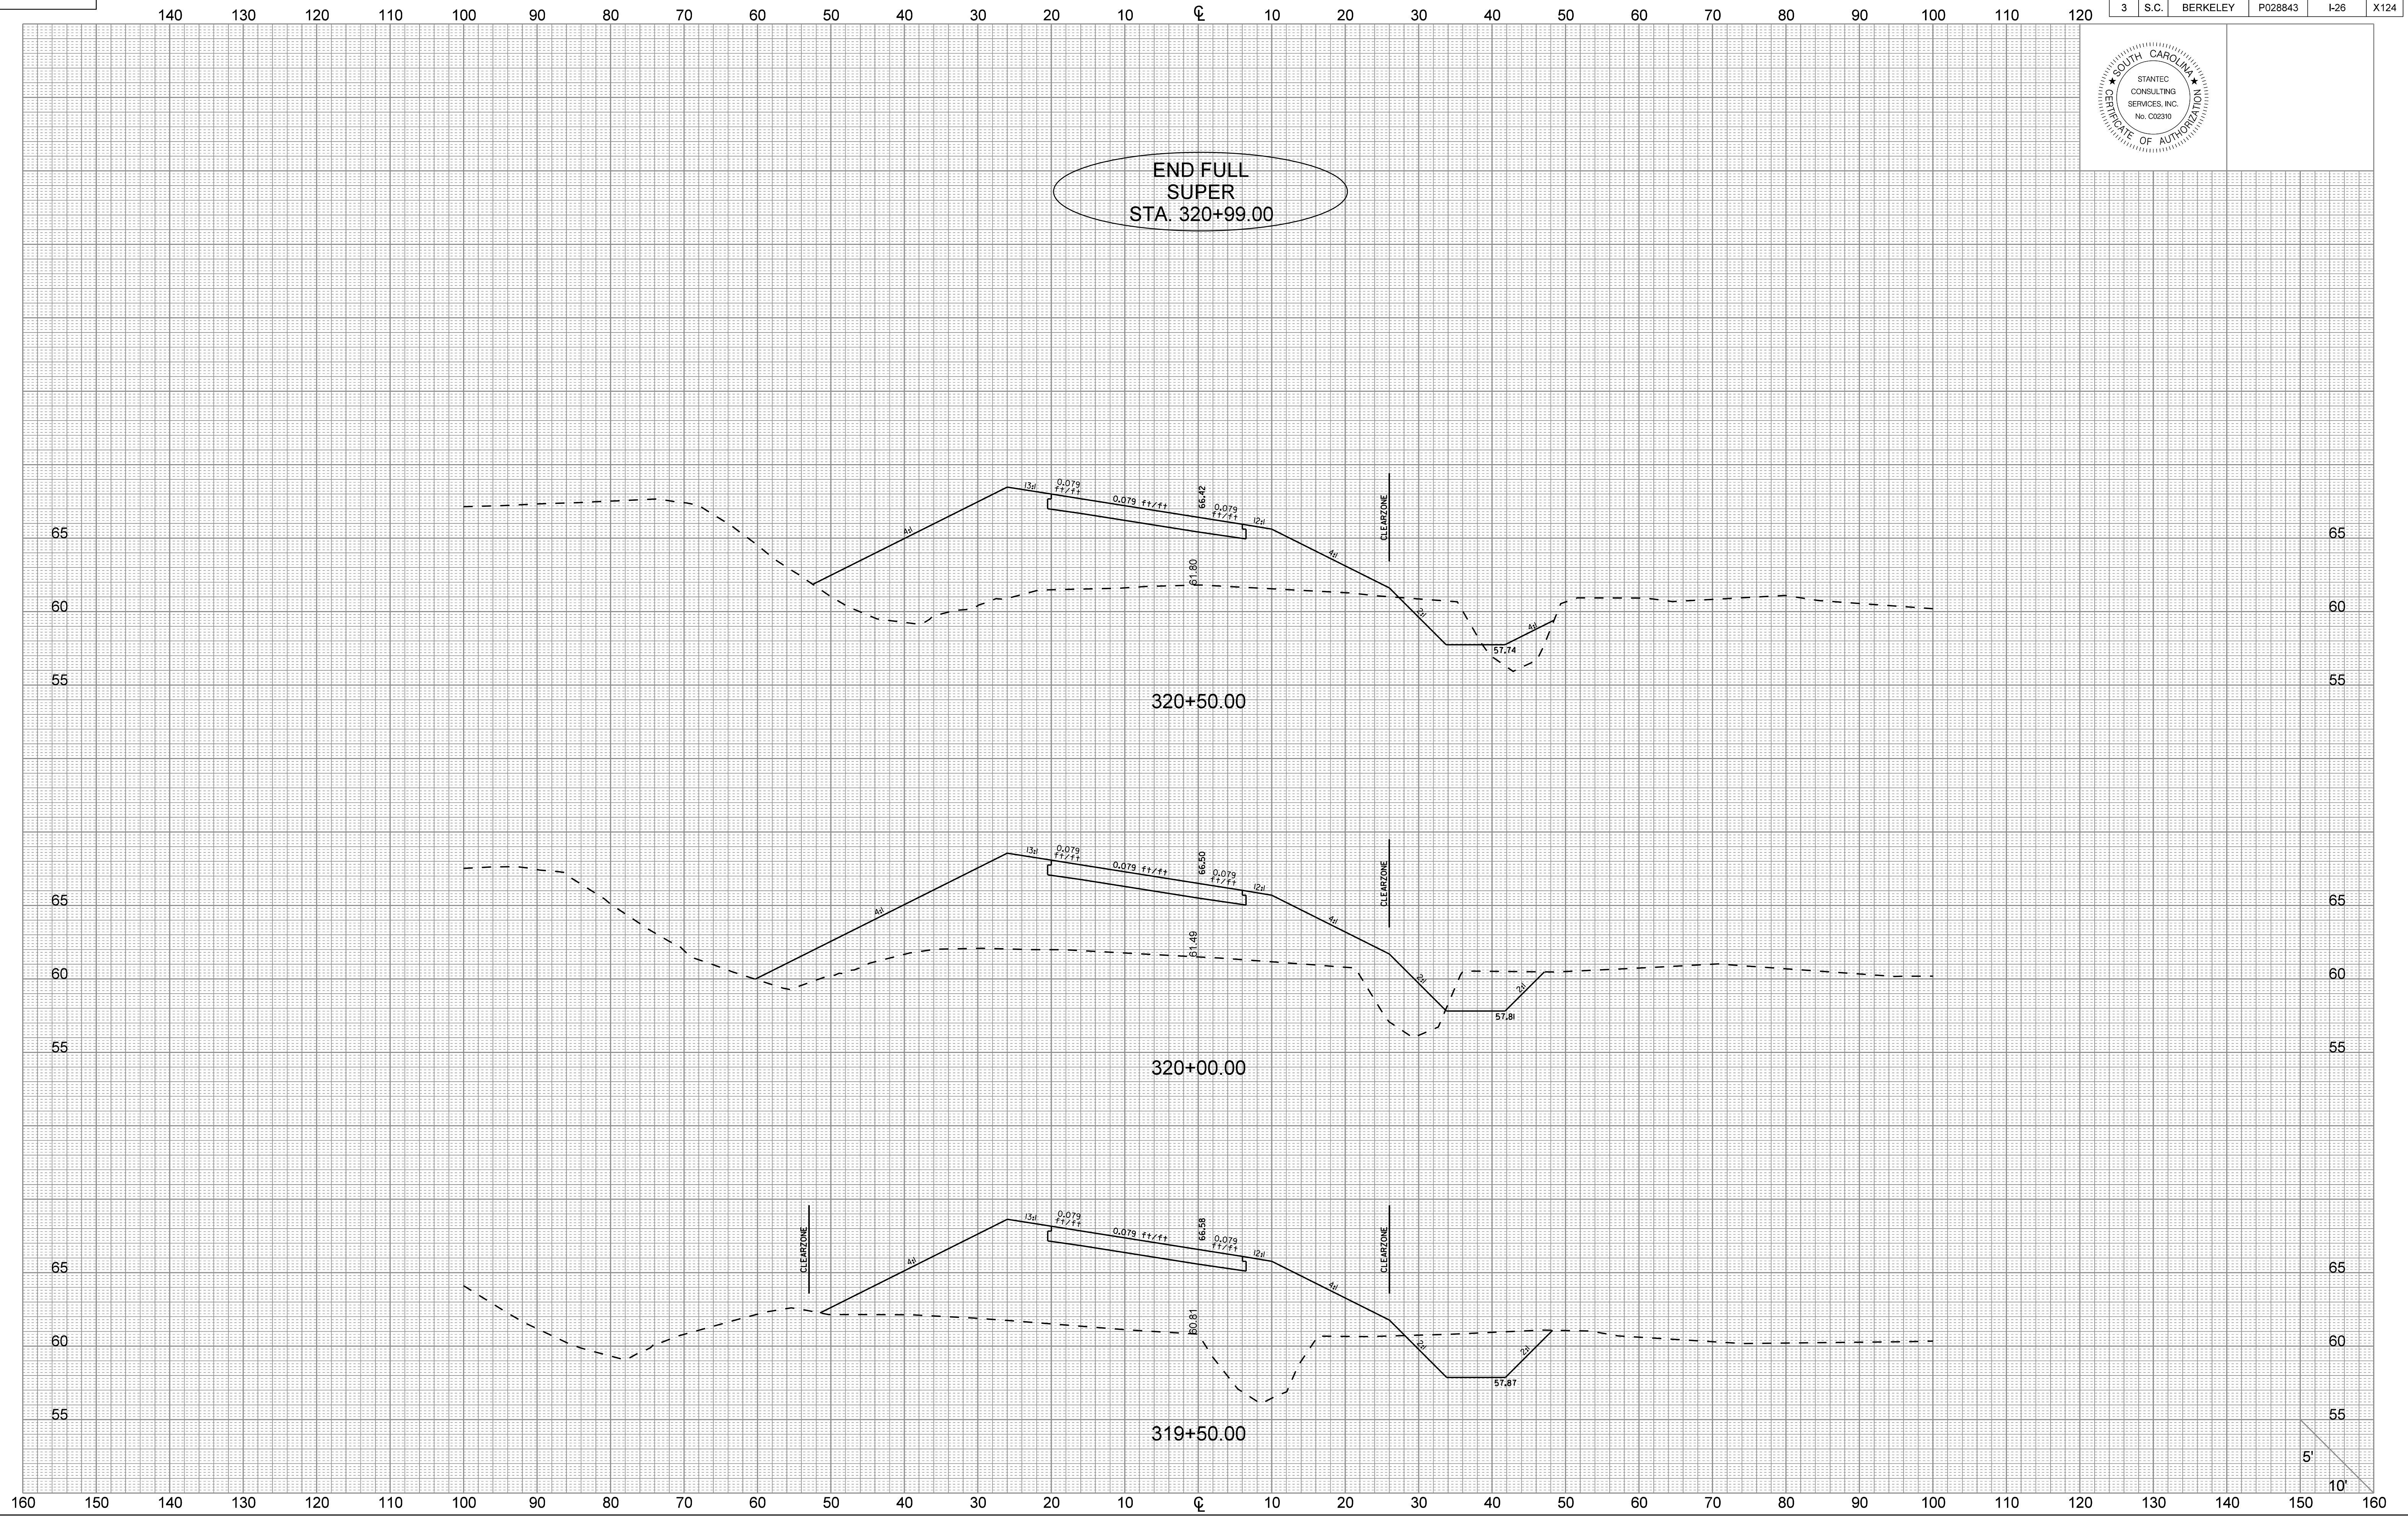 140 130 120 110 100 90 80 70 60 50 40 30 20 10 ℄ 10 20 30 40 50 60 70 80 90 100 110 120
3 S.C. BERKELEY P028843 I-26 X124
SOUTH CAROLINA
STANTEC
CONSULTING
SERVICES, INC.
No. C02310
CERTIFICATE OF AUTHORIZATION
END FULL
SUPER
STA. 320+99.00
13:1
0.079
ft/ft
0.079 ft/ft
66.42
0.079
ft/ft
12:1
CLEARZONE
4:1
4:1
65
65
61.80
60
60
2:1
4:1
57.74
55
55
320+50.00
13:1
0.079
ft/ft
0.079 ft/ft
66.50
0.079
ft/ft
12:1
CLEARZONE
4:1
4:1
65
65
61.49
60
60
2:1
2:1
57.81
55
55
320+00.00
CLEARZONE
13:1
0.079
ft/ft
0.079 ft/ft
66.58
0.079
ft/ft
12:1
CLEARZONE
4:1
4:1
65
65
60.81
60
60
2:1
2:1
57.87
55
55
319+50.00
5'
10'
160 150 140 130 120 110 100 90 80 70 60 50 40 30 20 10 ℄ 10 20 30 40 50 60 70 80 90 100 110 120 130 140 150 160